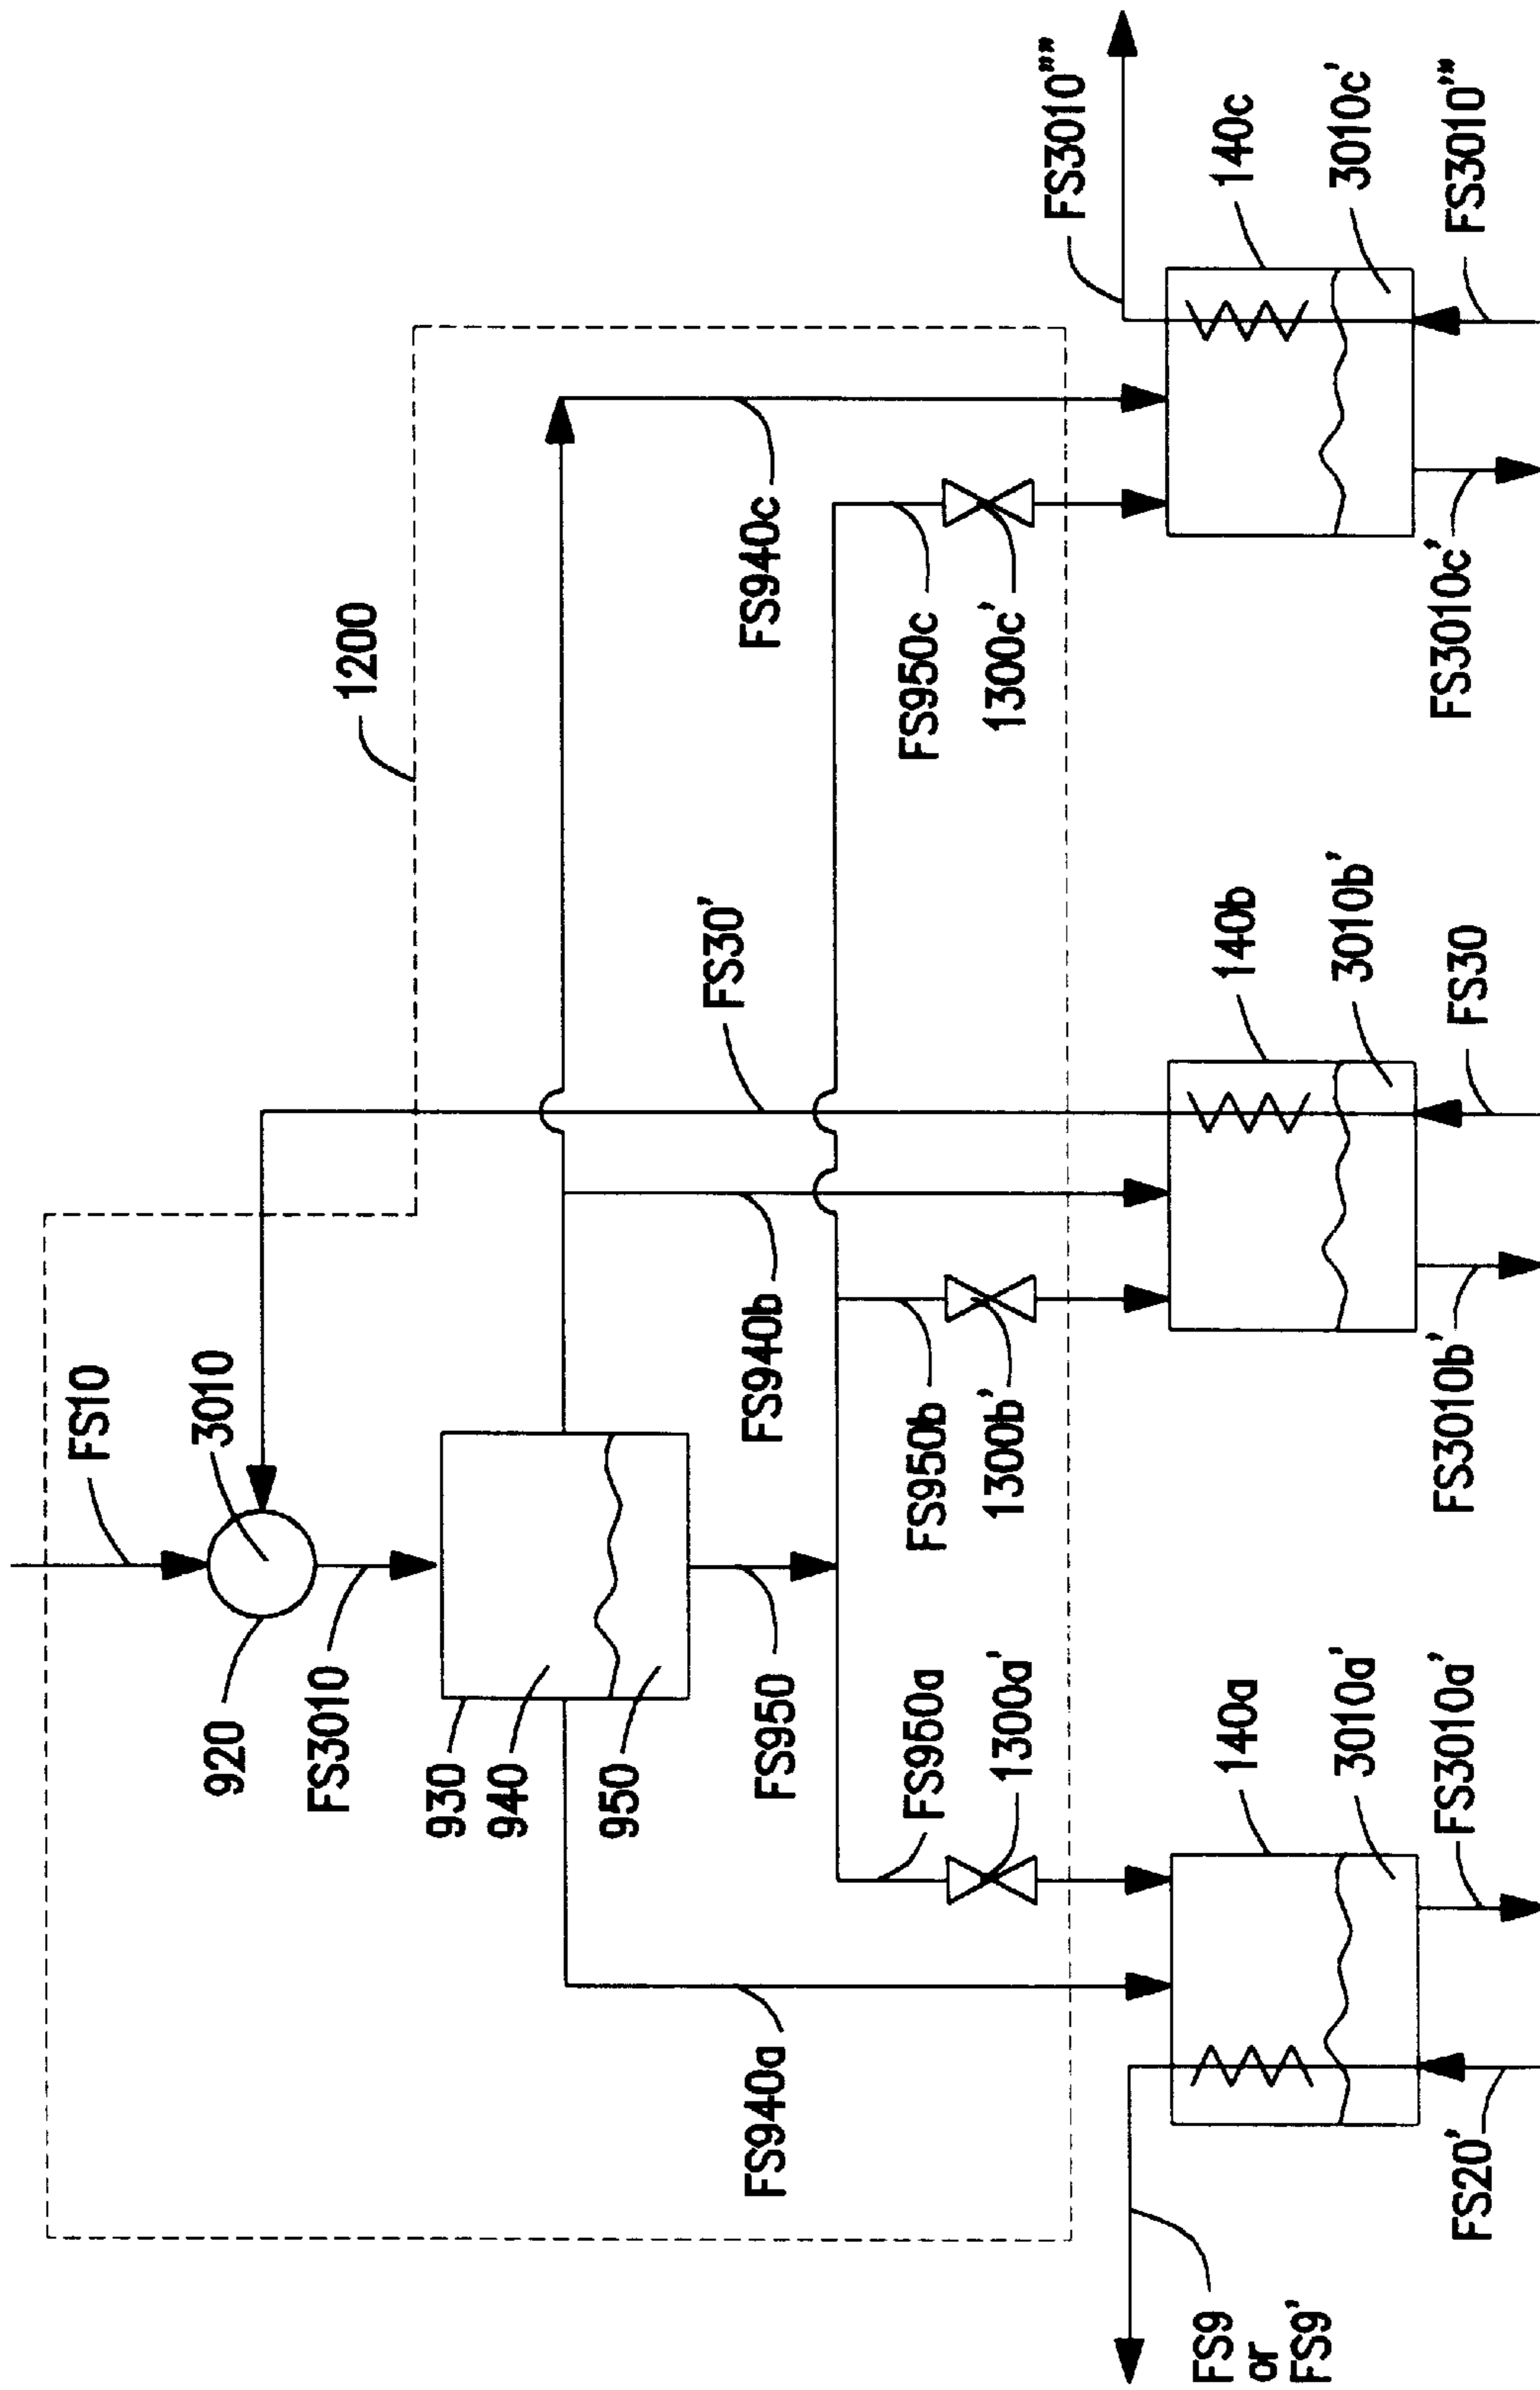 FS10
3010
920
FS3010
1200
930
940
950
FS30'
FS950
FS940a
FS940b
FS940c
FS950a
FS950b
FS950c
1300a'
1300b'
1300c'
FS3010""
FS9
or
FS9'
140a
140b
140c
3010a'
3010b'
3010c'
FS20'
FS3010a'
FS3010b'
FS30
FS3010c'
FS3010'"